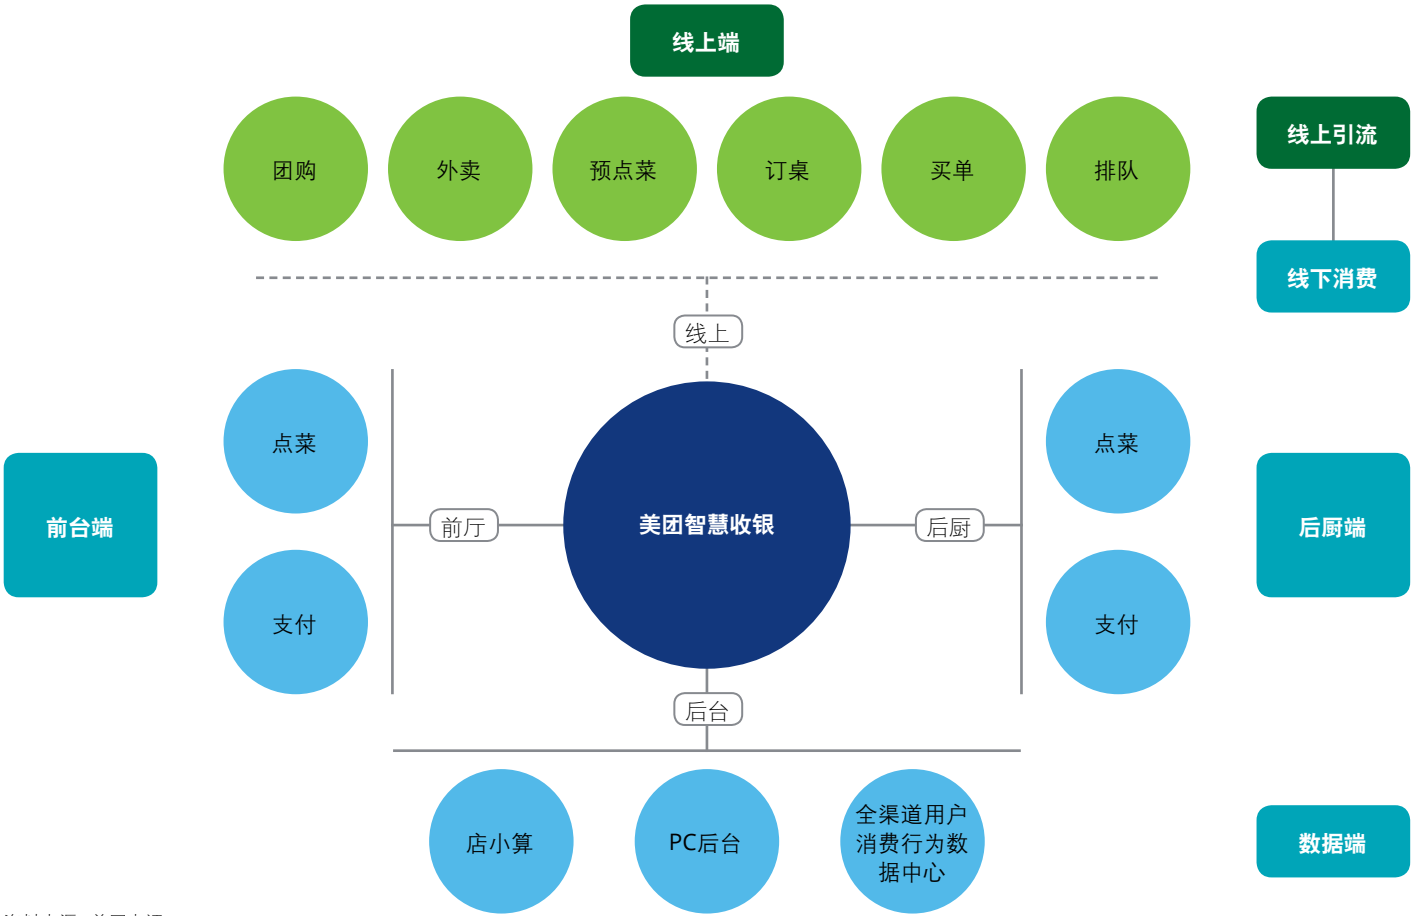 线上端
团购
外卖
预点菜
订桌
买单
排队
线上引流
线下消费
线上
点菜
点菜
前台端
前厅
美团智慧收银
后厨
后厨端
支付
支付
后台
店小算
PC后台
全渠道用户
消费行为数
据中心
数据端